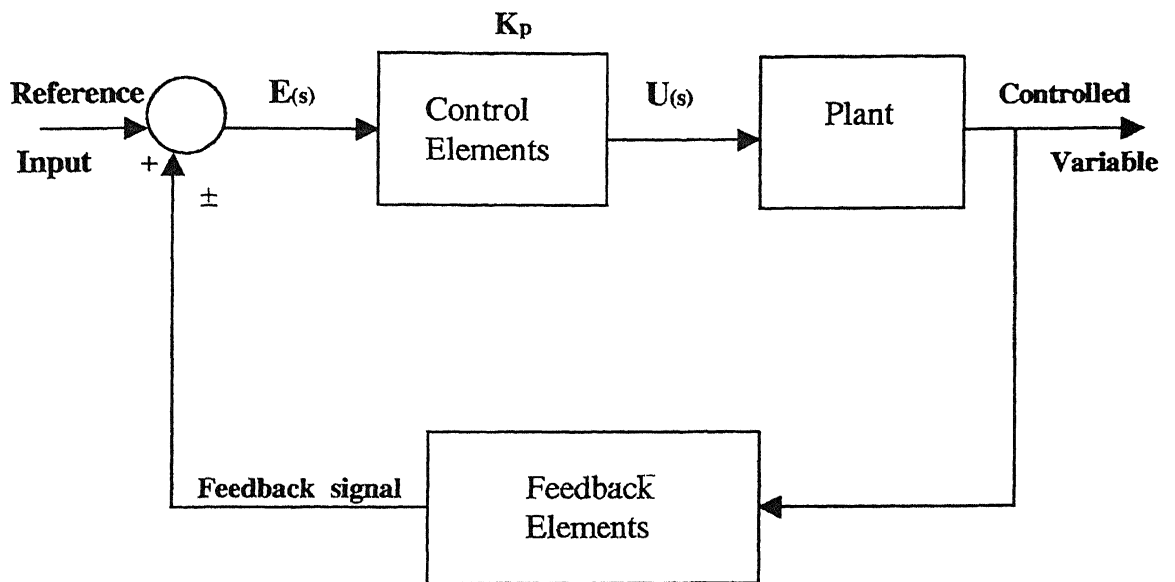 Kp
Reference
Input
+
±
E(s)
Control
Elements
U(s)
Plant
Controlled
Variable
Feedback signal
Feedback
Elements